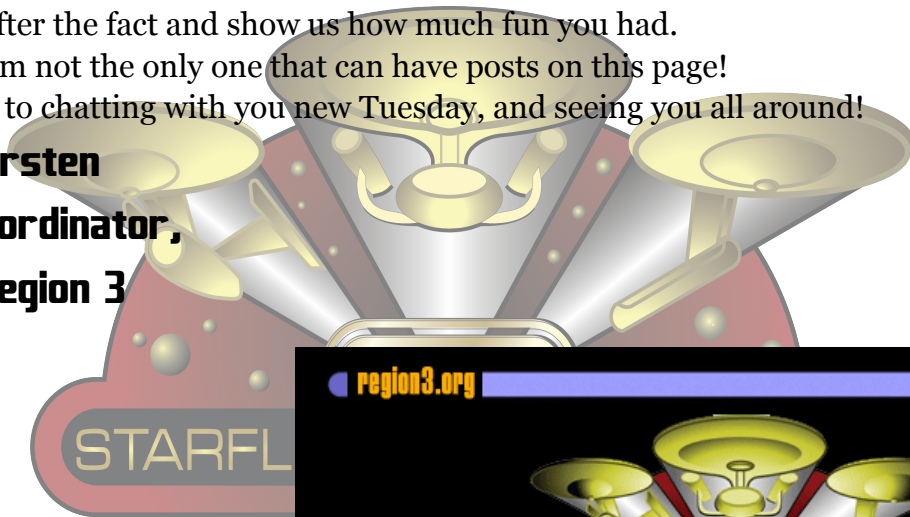 fter the fact and show us how much fun you had.
m not the only one that can have posts on this page!
to chatting with you new Tuesday, and seeing you all around!
rsten
ordinator,
egion 3
region3.org
STARFL